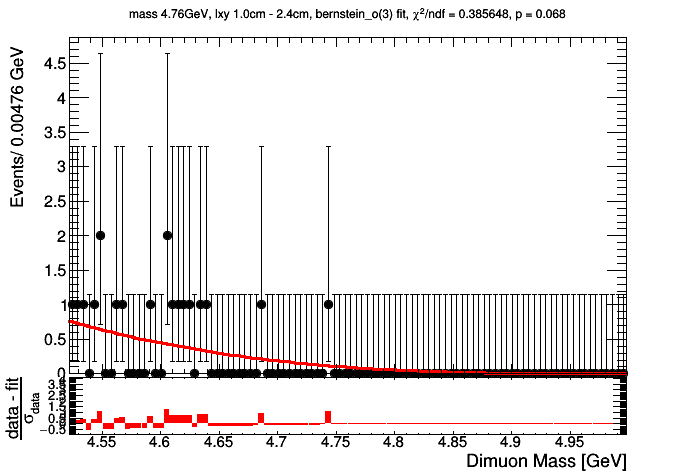 mass 4.76GeV, lxy 1.0cm - 2.4cm, bernstein_o(3) fit, χ²/ndf = 0.385648, p = 0.068
Events/ 0.00476 GeV
4.5
4
3.5
3
2.5
2
1.5
1
0.5
0
data - fit
σdata
−0.5
4.55 4.6 4.65 4.7 4.75 4.8 4.85 4.9 4.95
Dimuon Mass [GeV]